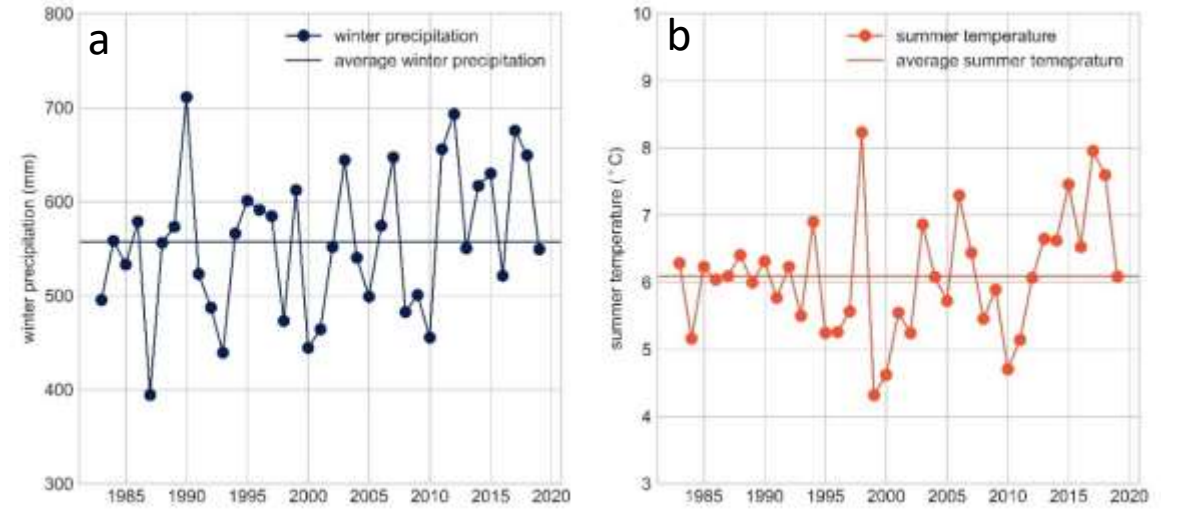 a
winter precipitation
average winter precipitation
winter precipitation (mm)
800
700
600
500
400
300
1985 1990 1995 2000 2005 2010 2015 2020
b
summer temperature
average summer temeprature
summer temperature (°C)
10
9
8
7
6
5
4
3
1985 1990 1995 2000 2005 2010 2015 2020